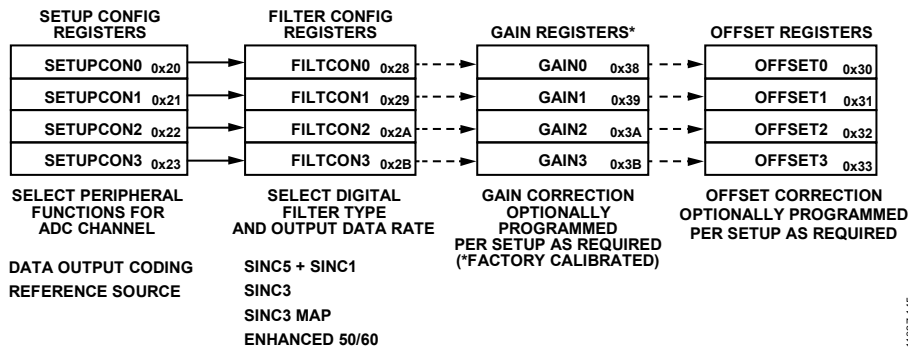 SETUP CONFIG
REGISTERS
SETUPCON0 0x20
SETUPCON1 0x21
SETUPCON2 0x22
SETUPCON3 0x23
SELECT PERIPHERAL
FUNCTIONS FOR
ADC CHANNEL
DATA OUTPUT CODING
REFERENCE SOURCE
FILTER CONFIG
REGISTERS
FILTCON0 0x28
FILTCON1 0x29
FILTCON2 0x2A
FILTCON3 0x2B
SELECT DIGITAL
FILTER TYPE
AND OUTPUT DATA RATE
SINC5 + SINC1
SINC3
SINC3 MAP
ENHANCED 50/60
GAIN REGISTERS*
GAIN0 0x38
GAIN1 0x39
GAIN2 0x3A
GAIN3 0x3B
GAIN CORRECTION
OPTIONALLY
PROGRAMMED
PER SETUP AS REQUIRED
(*FACTORY CALIBRATED)
OFFSET REGISTERS
OFFSET0 0x30
OFFSET1 0x31
OFFSET2 0x32
OFFSET3 0x33
OFFSET CORRECTION
OPTIONALLY PROGRAMMED
PER SETUP AS REQUIRED